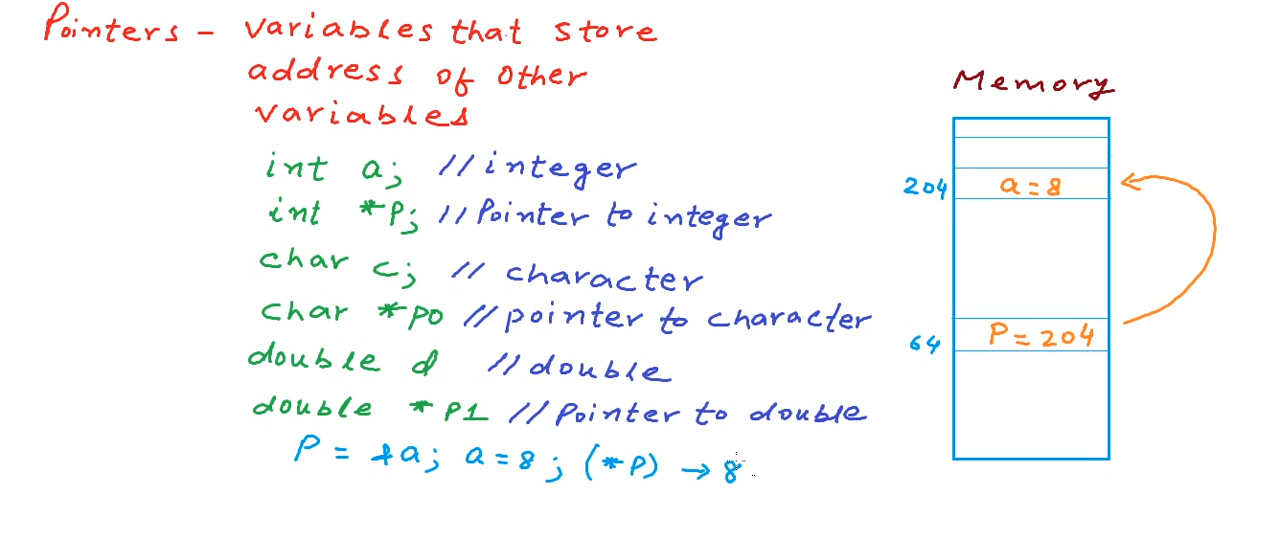 Pointers - variables that store
address of other
variables
int a; //integer
int *P; //Pointer to integer
char c; // character
char *p0 //pointer to character
double d //double
double *P1 //Pointer to double
P = &a; a=8; (*P) → 8
Memory
204 a=8
64 P=204